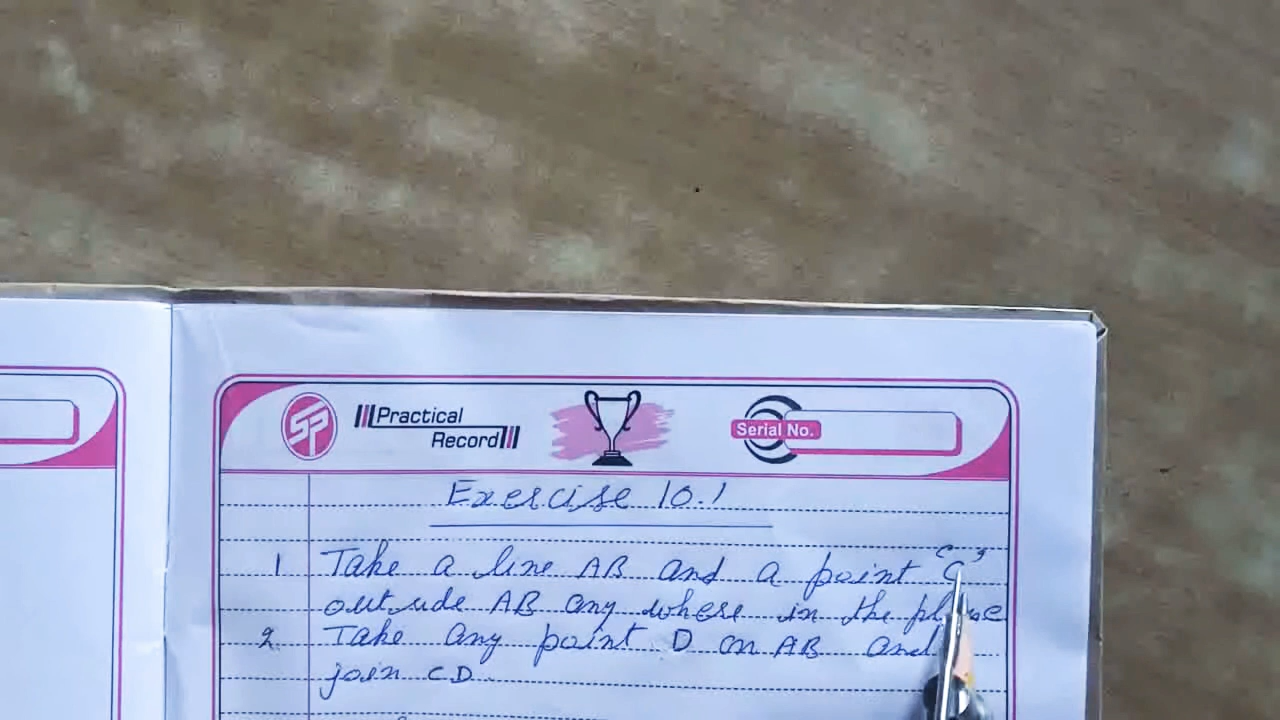 SP
Practical
Record
Serial No.
Exercise 10.1
1 Take a line AB and a point 'C'
outside AB any where in the plane
2. Take any point D on AB and
join CD.